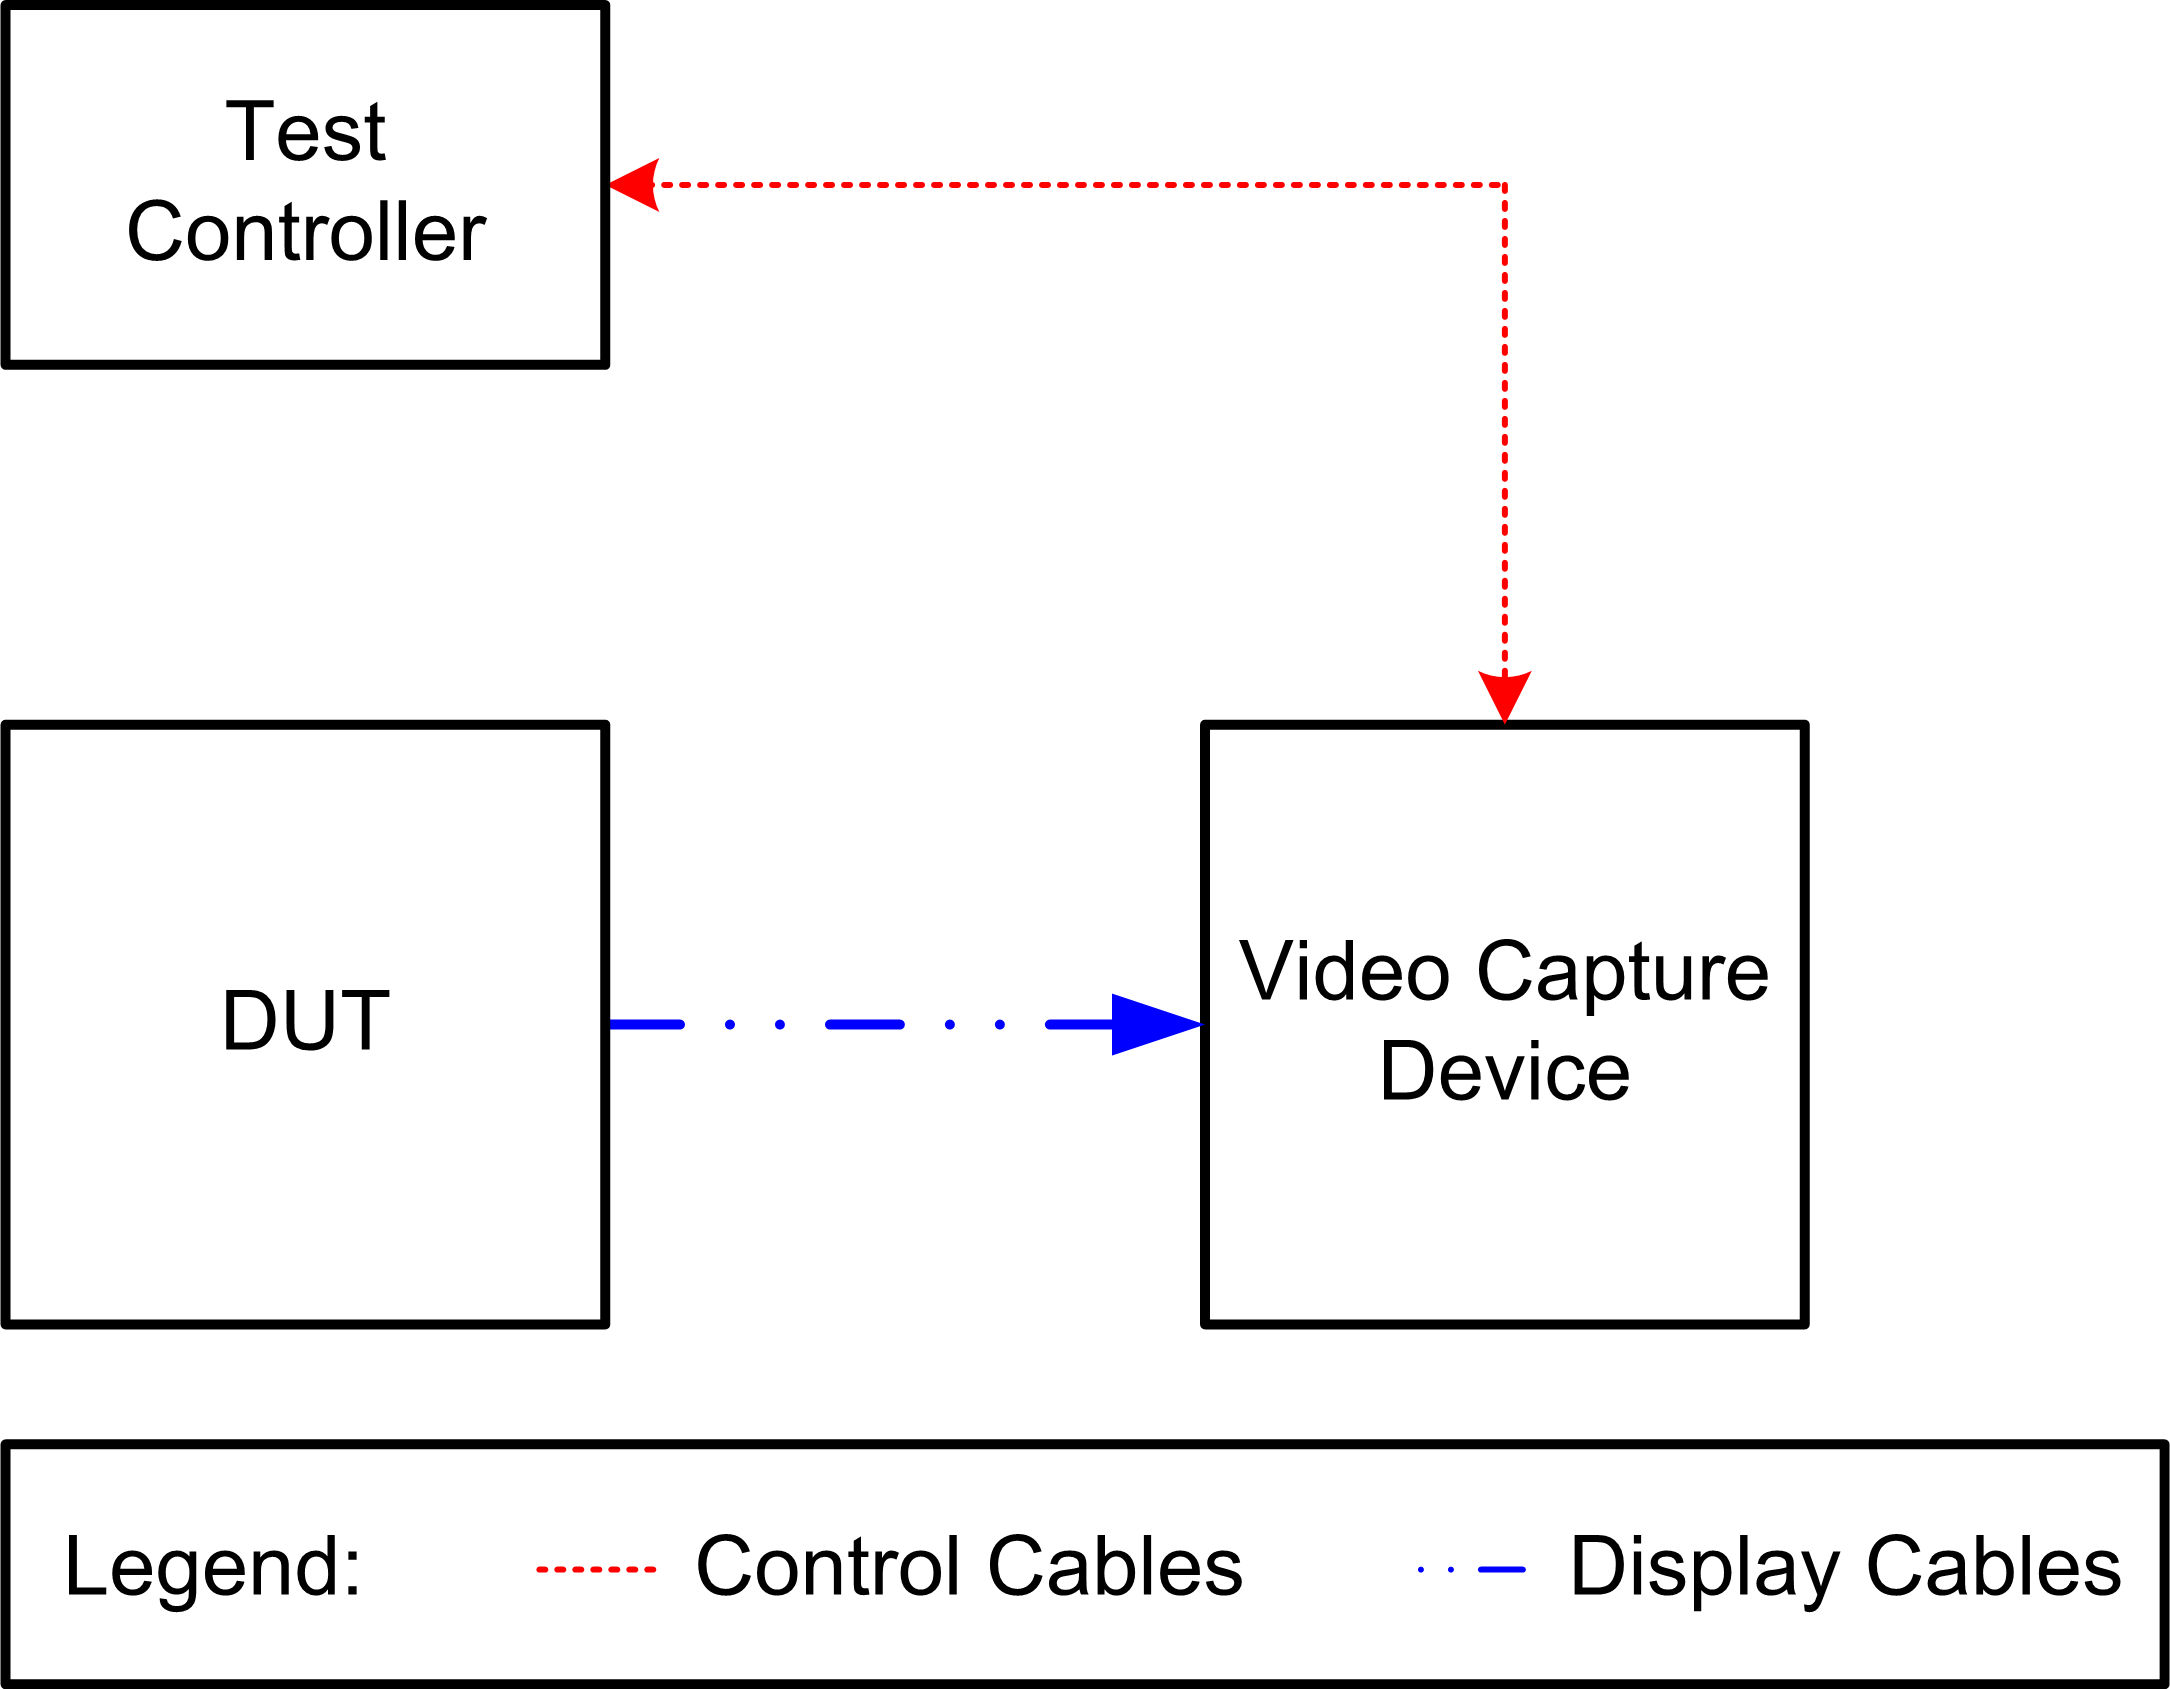 Test
Controller
DUT
Video Capture
Device
Legend:
Control Cables
Display Cables